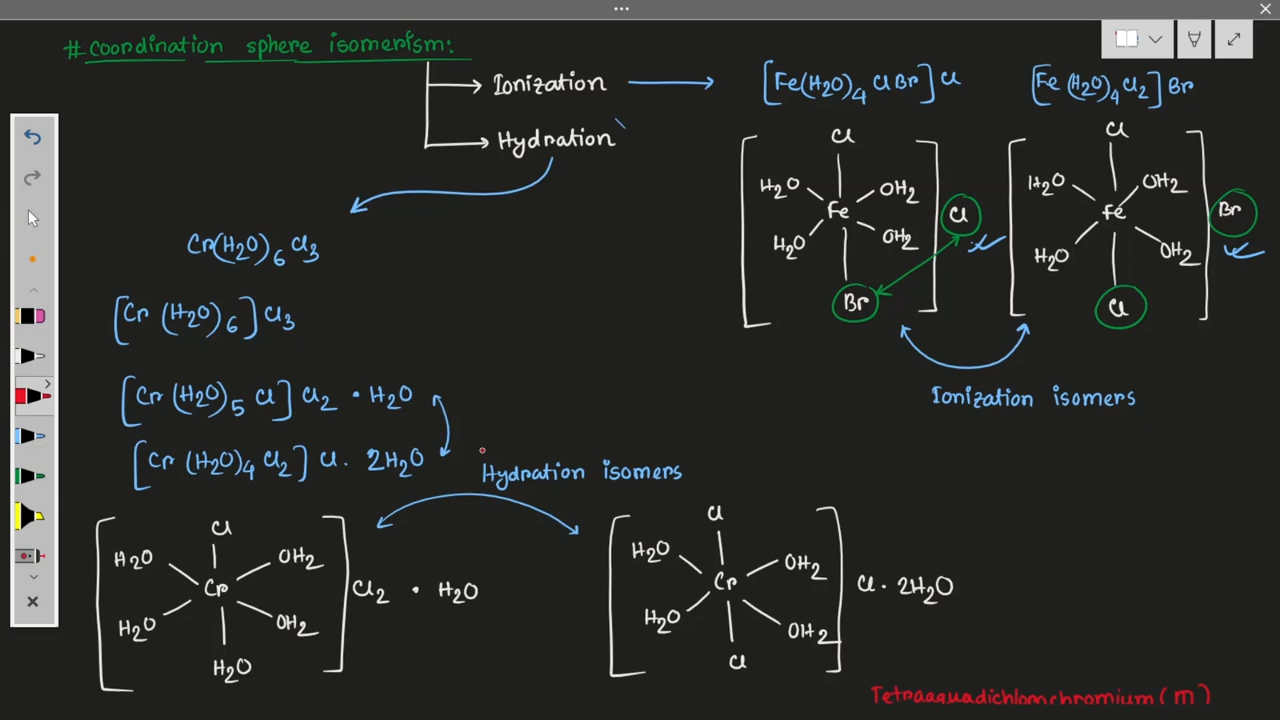 # Coordination sphere isomerism:
Ionization
Hydration
[Fe(H2O)4 Cl Br] Cl
[Fe (H2O)4 Cl2] Br
Cl
H2O
OH2
Fe
H2O
OH2
Br
Cl
Cl
H2O
OH2
Fe
H2O
OH2
Cl
Br
Ionization isomers
Cr(H2O)6 Cl3
[Cr (H2O)6] Cl3
[Cr (H2O)5 Cl] Cl2 • H2O
[Cr (H2O)4 Cl2] Cl. 2H2O
Hydration isomers
Cl
H2O
OH2
Cr
H2O
OH2
H2O
Cl2 • H2O
Cl
H2O
OH2
Cr
H2O
OH2
Cl
Cl. 2H2O
Tetraaquadichlorochromium (III)